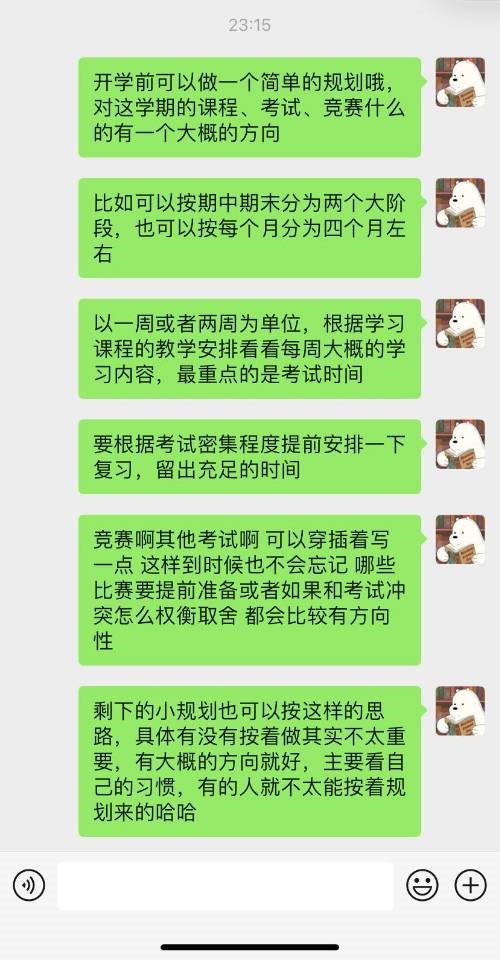 23:15
开学前可以做一个简单的规划哦，
对这学期的课程、考试、竞赛什么
的有一个大概的方向
比如可以按期中期末分为两个大阶
段，也可以按每个月分为四个月左
右
以一周或者两周为单位，根据学习
课程的教学安排看看每周大概的学
习内容，最重点的是考试时间
要根据考试密集程度提前安排一下
复习，留出充足的时间
竞赛啊其他考试啊 可以穿插着写
一点 这样到时候也不会忘记 哪些
比赛要提前准备或者如果和考试冲
突怎么权衡取舍 都会比较有方向
性
剩下的小规划也可以按这样的思
路，具体有没有按着做其实不太重
要，有大概的方向就好，主要看自
己的习惯，有的人就不太能按着规
划来的哈哈